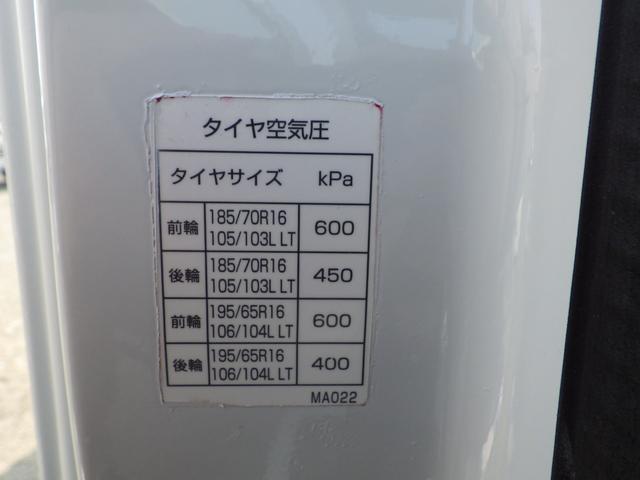 タイヤ空気圧
タイヤサイズ kPa
前輪 185/70R16 105/103L LT 600
後輪 185/70R16 105/103L LT 450
前輪 195/65R16 106/104L LT 600
後輪 195/65R16 106/104L LT 400
MA022